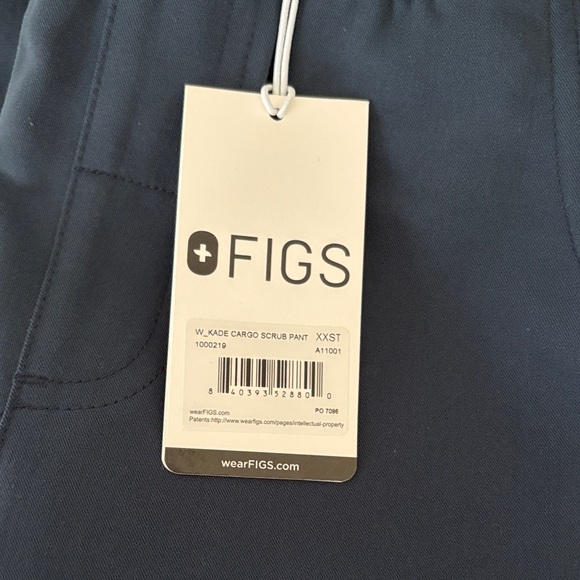 FIGS
W_KADE CARGO SCRUB PANT XXST
1000219 A11001
8 40393 52880 0
wearFIGS.com PO 7096
Patents:http://www.wearfigs.com/pages/intellectual-property
wearFIGS.com